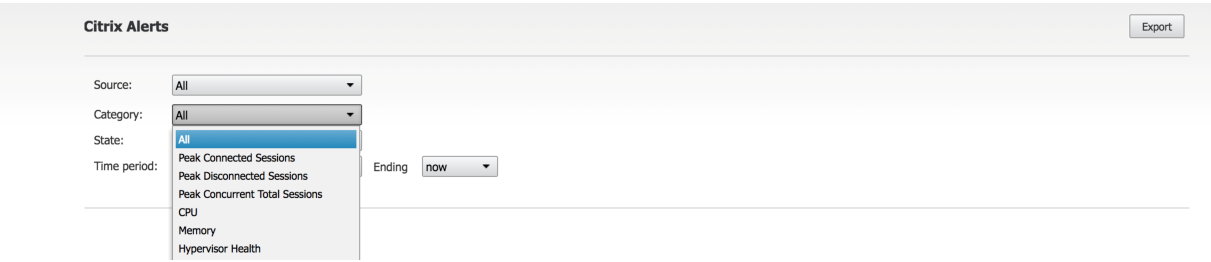 Citrix Alerts
Export
Source: All
Category: All
State:
All
Time period:
Peak Connected Sessions
Ending now
Peak Disconnected Sessions
Peak Concurrent Total Sessions
CPU
Memory
Hypervisor Health